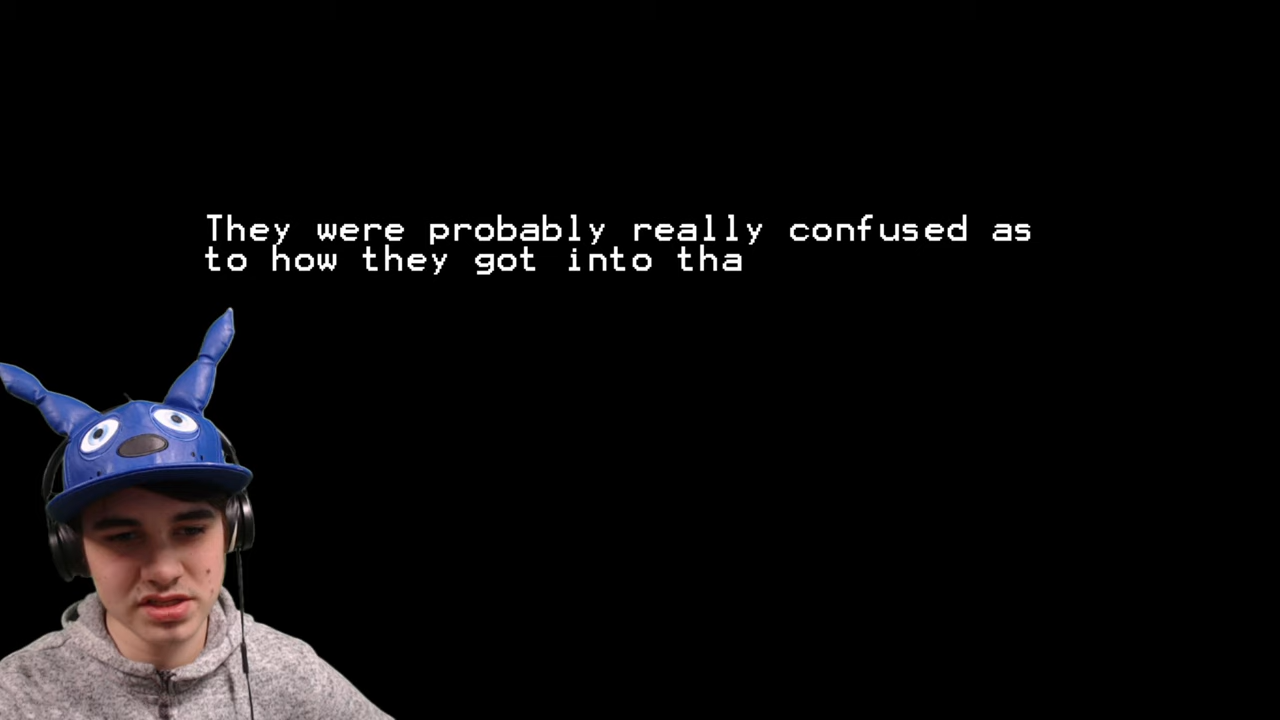 They were probably really confused as
to how they got into tha